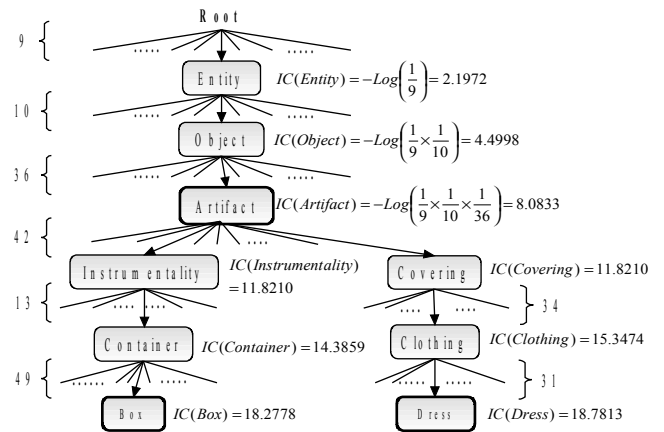 Root
9 { .....  .....
Entity IC(Entity) = −Log(1/9) = 2.1972
10 { .....  .....
Object IC(Object) = −Log(1/9 × 1/10) = 4.4998
36 { .....  .....
Artifact IC(Artifact) = −Log(1/9 × 1/10 × 1/36) = 8.0833
42 { ..... ..... ....
Instrumentality IC(Instrumentality) = 11.8210 Covering IC(Covering) = 11.8210
13 { ..... .... .... .... } 34
Container IC(Container) = 14.3859 Clothing IC(Clothing) = 15.3474
49 { ...... ..... ..... ..... } 31
Box IC(Box) = 18.2778 Dress IC(Dress) = 18.7813